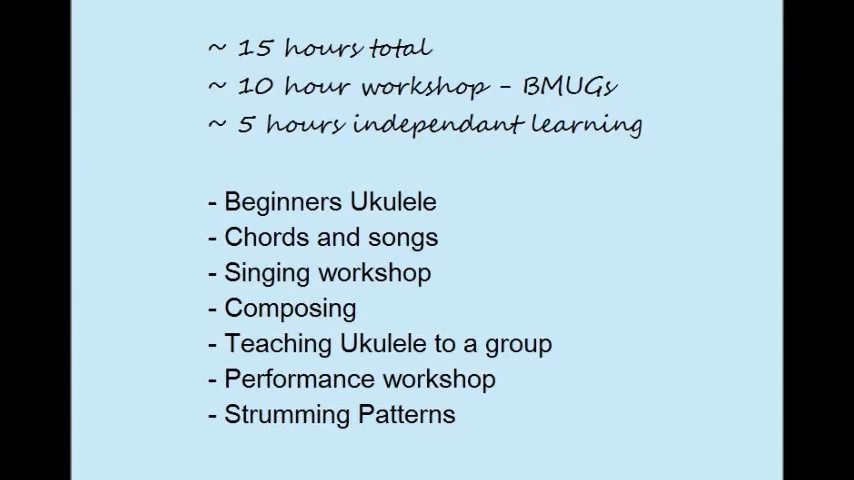 ~ 15 hours total
~ 10 hour workshop - BMUGs
~ 5 hours independant learning
- Beginners Ukulele
- Chords and songs
- Singing workshop
- Composing
- Teaching Ukulele to a group
- Performance workshop
- Strumming Patterns